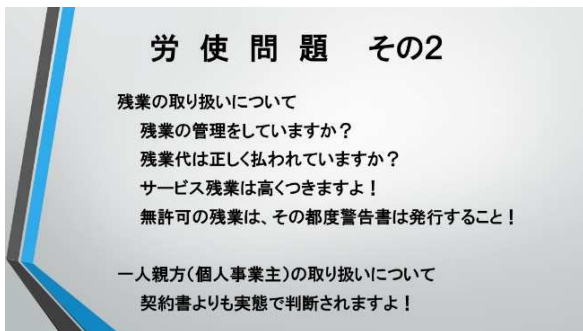 労 使 問 題　その2
残業の取り扱いについて
残業の管理をしていますか？
残業代は正しく払われていますか？
サービス残業は高くつきますよ！
無許可の残業は、その都度警告書は発行すること！
一人親方（個人事業主）の取り扱いについて
契約書よりも実態で判断されますよ！